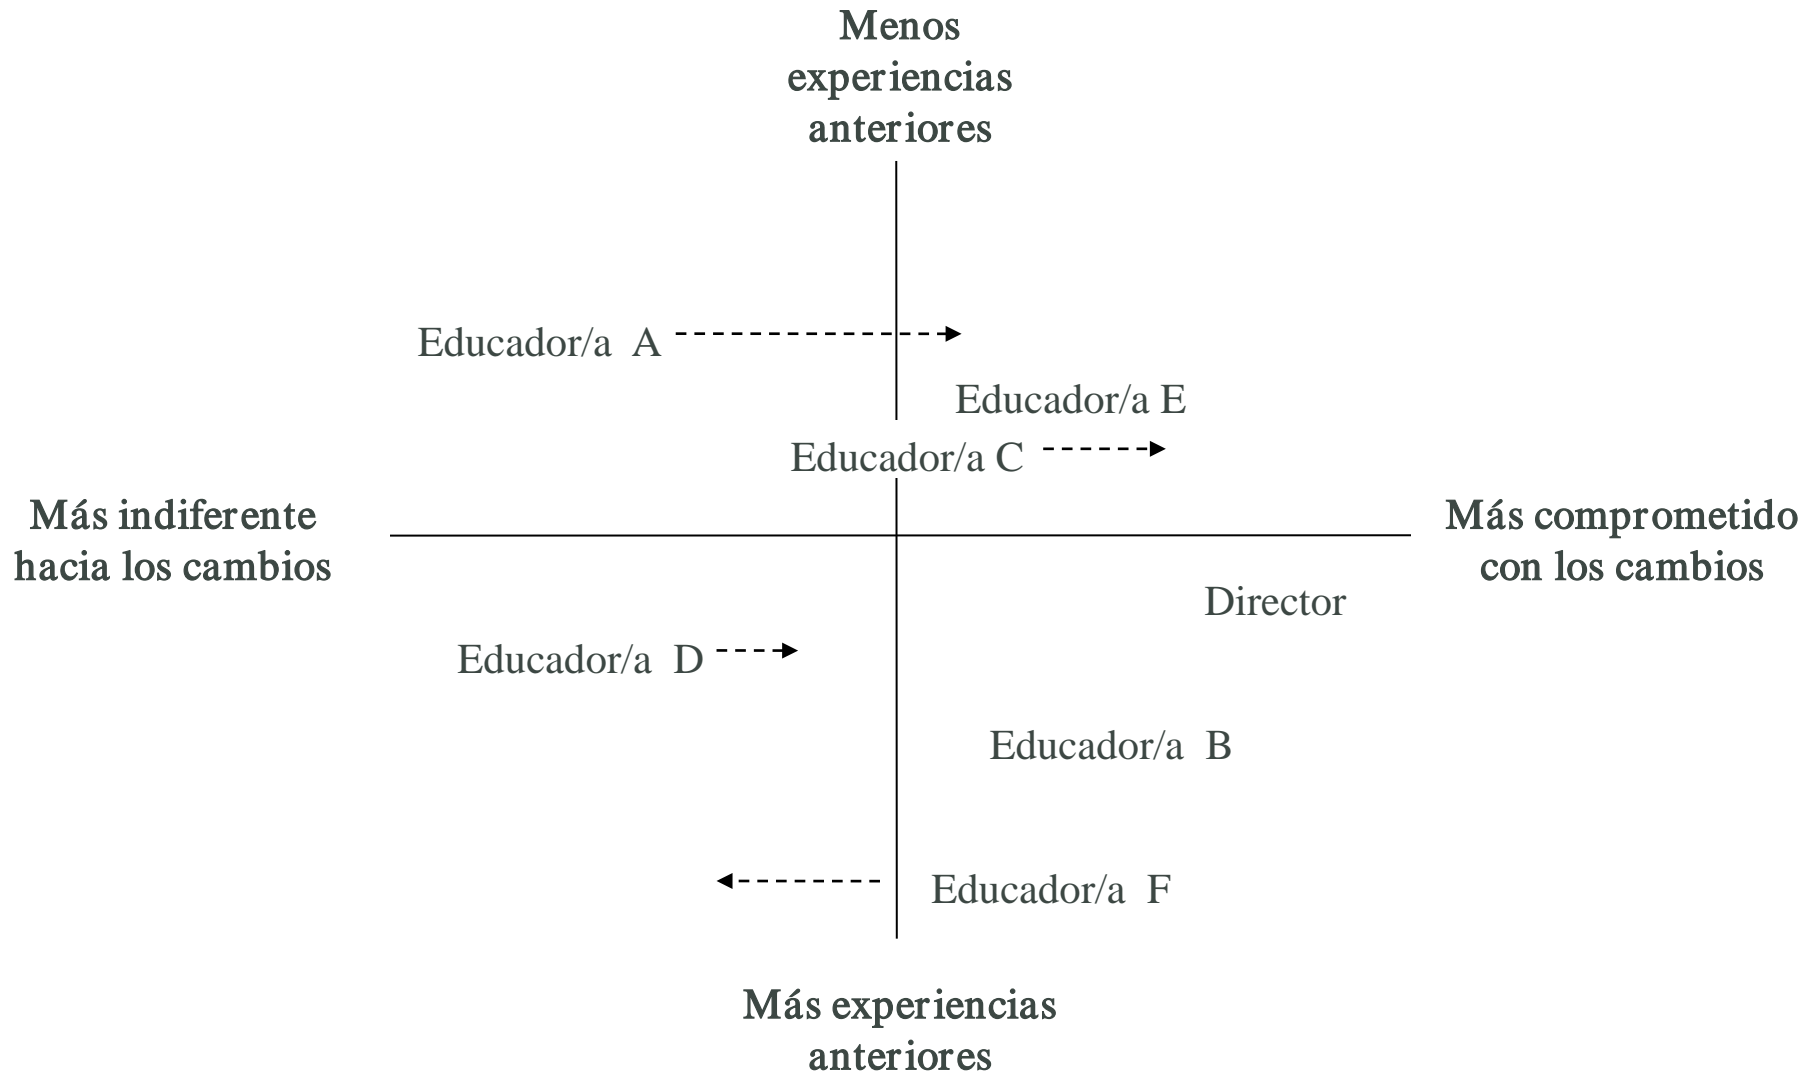 Menos
experiencias
anteriores
Educador/a A
Educador/a E
Educador/a C
Más indiferente
hacia los cambios
Más comprometido
con los cambios
Director
Educador/a D
Educador/a B
Educador/a F
Más experiencias
anteriores